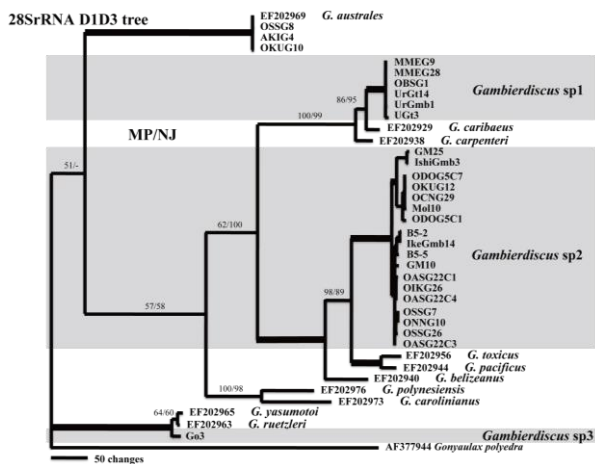 28SrRNA D1D3 tree
EF202969 G. australes
OSSG8
AKIG4
OKUG10
MMEG9
MMEG28
OBSG1
UrGt14
UrGmb1
UGt3
Gambierdiscus sp1
86/95
100/99
EF202929 G. caribaeus
EF202938 G. carpenteri
MP/NJ
51/-
GM25
IshiGmb3
ODOG5C7
OKUG12
OCNG29
Mol10
ODOG5C1
62/100
B5-2
IkeGmb14
B5-5
GM10
Gambierdiscus sp2
OASG22C1
OIKG26
OASG22C4
98/89
57/58
OSSG7
ONNG10
OSSG26
OASG22C3
EF202956 G. toxicus
EF202944 G. pacificus
EF202940 G. belizeanus
100/98
EF202976 G. polynesiensis
EF202973 G. carolinianus
64/60
EF202965 G. yasumotoi
EF202963 G. ruetzleri
Go3
Gambierdiscus sp3
AF377944 Gonyaulax polyedra
50 changes